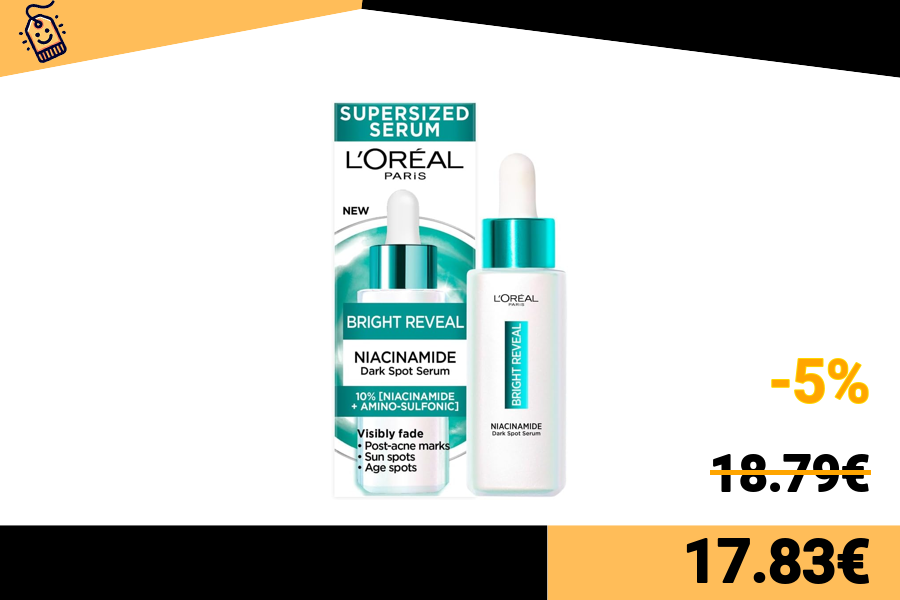 SUPERSIZED
SERUM
L'ORÉAL
PARIS
NEW
BRIGHT REVEAL
NIACINAMIDE
Dark Spot Serum
10% [NIACINAMIDE
+ AMINO-SULFONIC]
Visibly fade
• Post-acne marks
• Sun spots
• Age spots
L'ORÉAL
PARIS
BRIGHT REVEAL
NIACINAMIDE
Dark Spot Serum
-5%
18.79€
17.83€